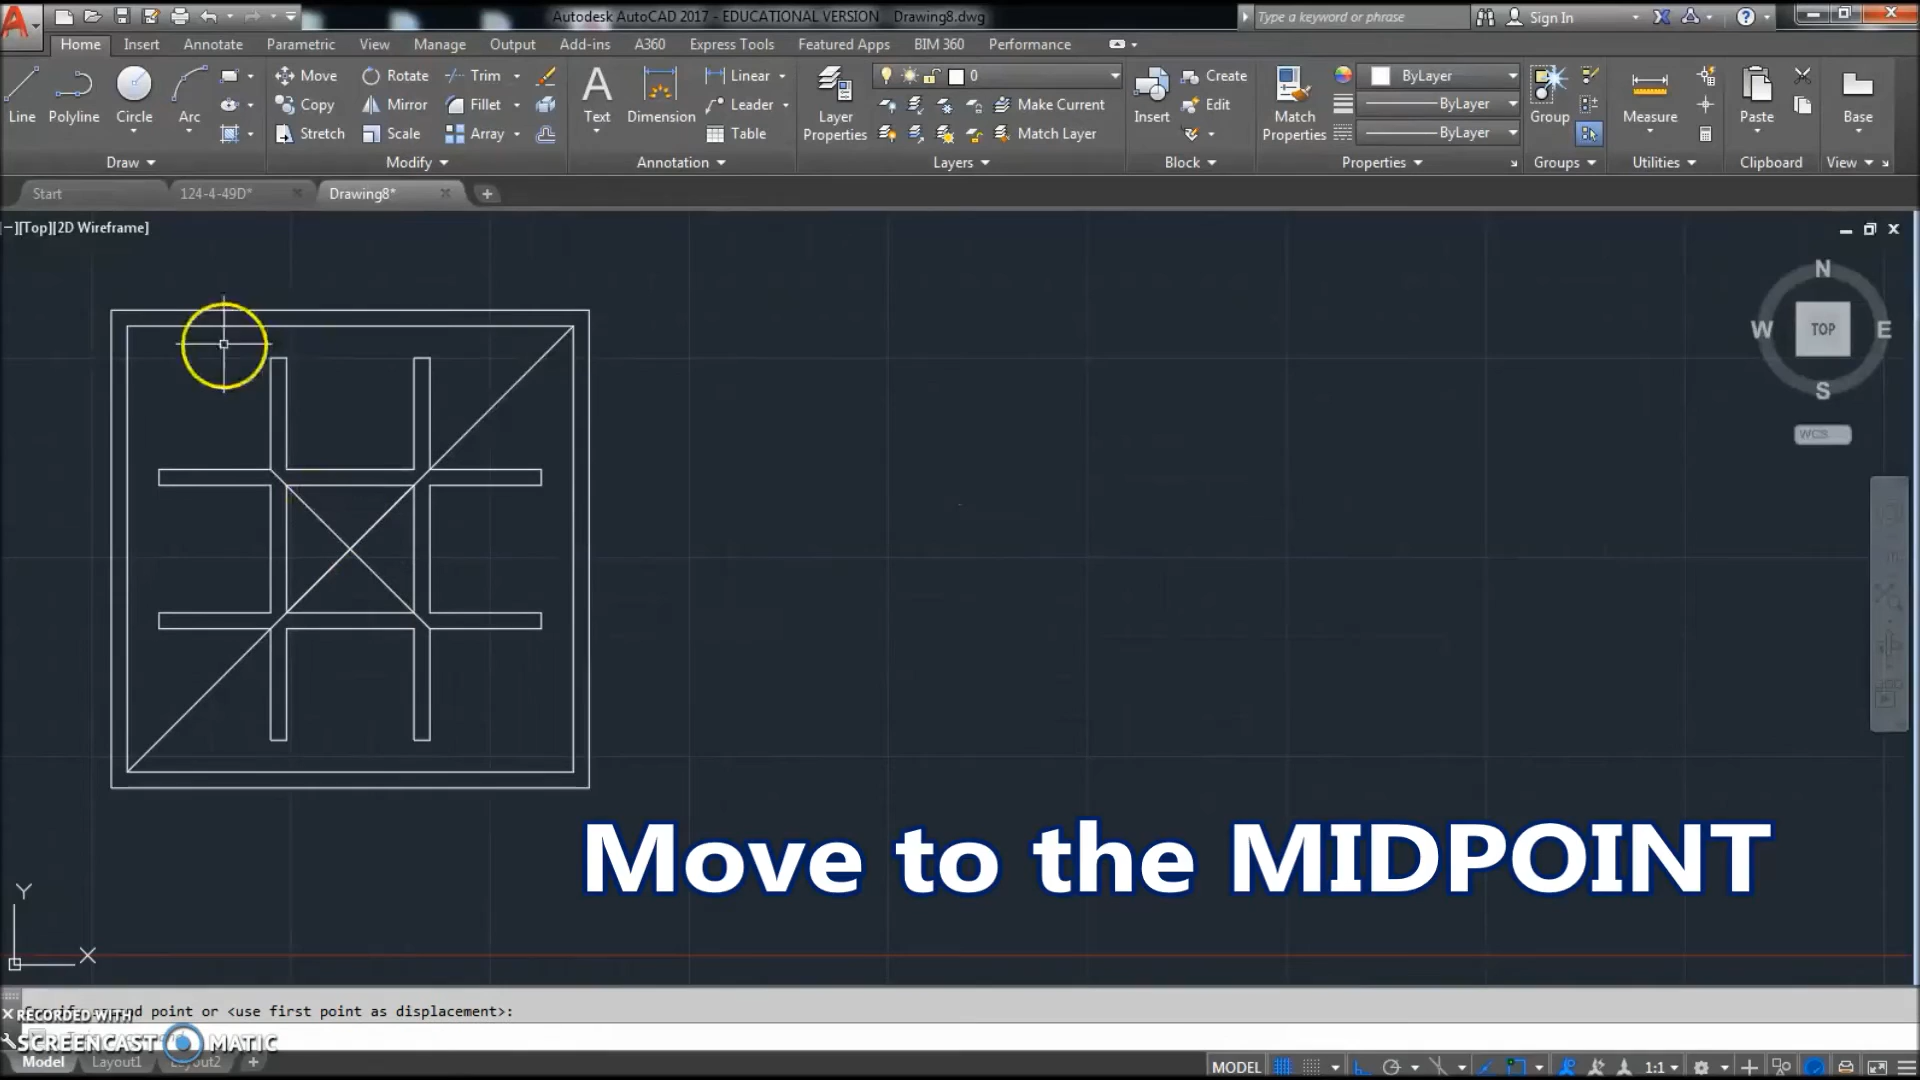 Autodesk AutoCAD 2017 - EDUCATIONAL VERSION Drawing8.dwg
Type a keyword or phrase
Sign In
Home Insert Annotate Parametric View Manage Output Add-ins A360 Express Tools Featured Apps BIM 360 Performance
Line Polyline Circle Arc
Draw
Move Rotate Trim
Copy Mirror Fillet
Stretch Scale Array
Modify
Text Dimension
Linear
Leader
Table
Annotation
Layer Properties
0
Make Current
Match Layer
Layers
Insert
Create
Edit
Block
Match Properties
ByLayer
ByLayer
ByLayer
Properties
Group
Groups
Measure
Utilities
Paste
Clipboard
Base
View
Start 124-4-49D* Drawing8*
[Top][2D Wireframe]
N
W TOP E
S
WCS
Move to the MIDPOINT
Y
X
point or <use first point as displacement>:
RECORDED WITH
SCREENCAST MATIC
Model Layout1 Layout2
MODEL 1:1